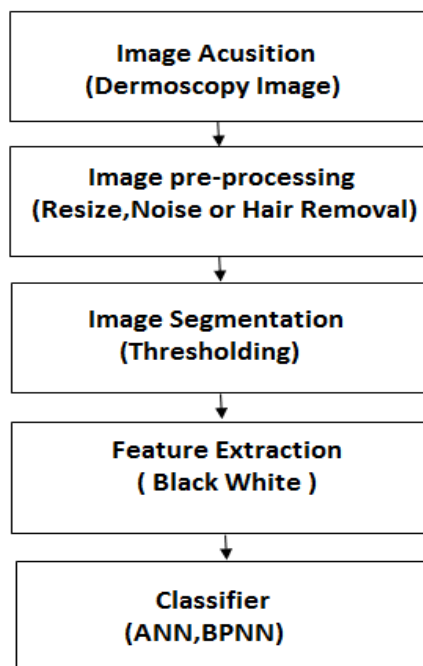 Image Acusition
(Dermoscopy Image)
Image pre-processing
(Resize,Noise or Hair Removal)
Image Segmentation
(Thresholding)
Feature Extraction
( Black White )
Classifier
(ANN,BPNN)